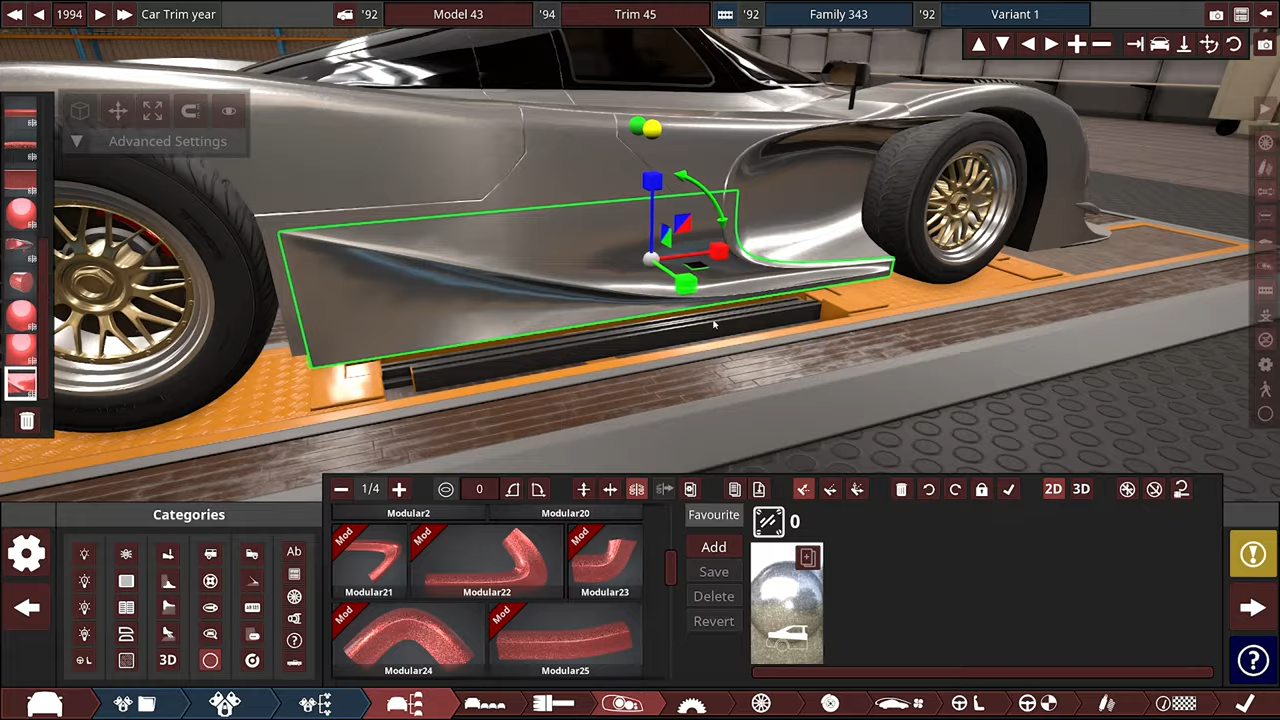 1994 Car Trim year '92 Model 43 '94 Trim 45 '92 Family 343 '92 Variant 1
Advanced Settings
1/4 0 2D 3D
Categories
Modular2 Modular20
Favourite
0
Mod Mod Mod
Add
Ab
Save
Modular21 Modular22 Modular23
Delete
Mod Mod
Revert
L 3D
Modular24 Modular25
L